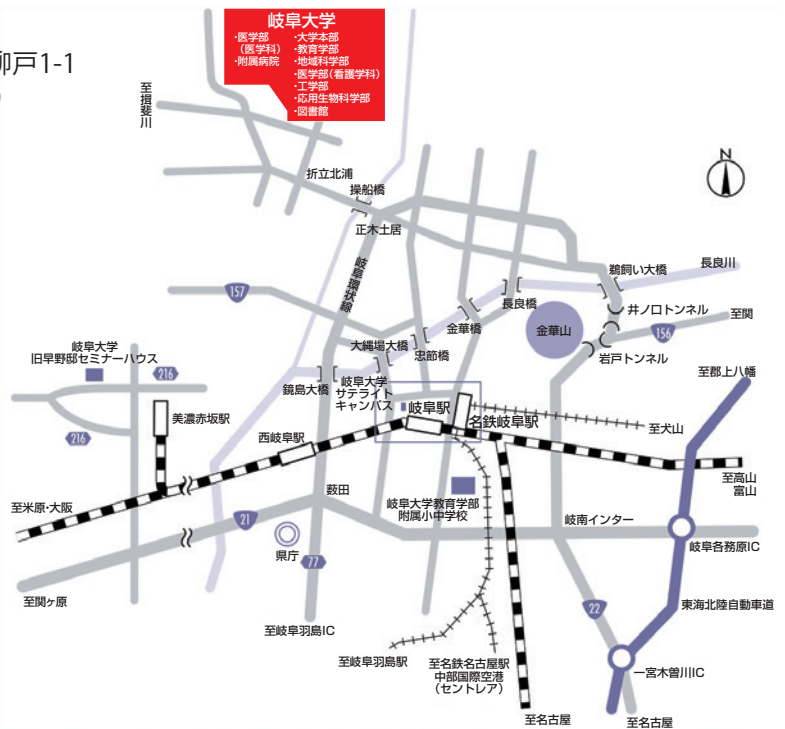 岐阜大学
・医学部
（医学科）
・附属病院
・大学本部
・教育学部
・地域科学部
・医学部（看護学科）
・工学部
・応用生物科学部
・図書館
柳戸1-1
）
至揖斐川
N
折立北浦
操船橋
正木土居
岐阜環状線
鵜飼い大橋
長良川
157
長良橋
井ノ口トンネル
金華橋
金華山
156
至関
大縄場大橋
忠節橋
岩戸トンネル
岐阜大学
旧早野邸セミナーハウス
216
鏡島大橋
岐阜大学
サテライト
キャンパス
岐阜駅
名鉄岐阜駅
至郡上八幡
美濃赤坂駅
至犬山
216
西岐阜駅
至高山
富山
至米原・大阪
薮田
岐阜大学教育学部
附属小中学校
21
岐南インター
県庁
77
岐阜各務原IC
至関ヶ原
22
東海北陸自動車道
至岐阜羽島IC
至岐阜羽島駅
至名鉄名古屋駅
中部国際空港
（セントレア）
一宮木曽川IC
至名古屋
至名古屋